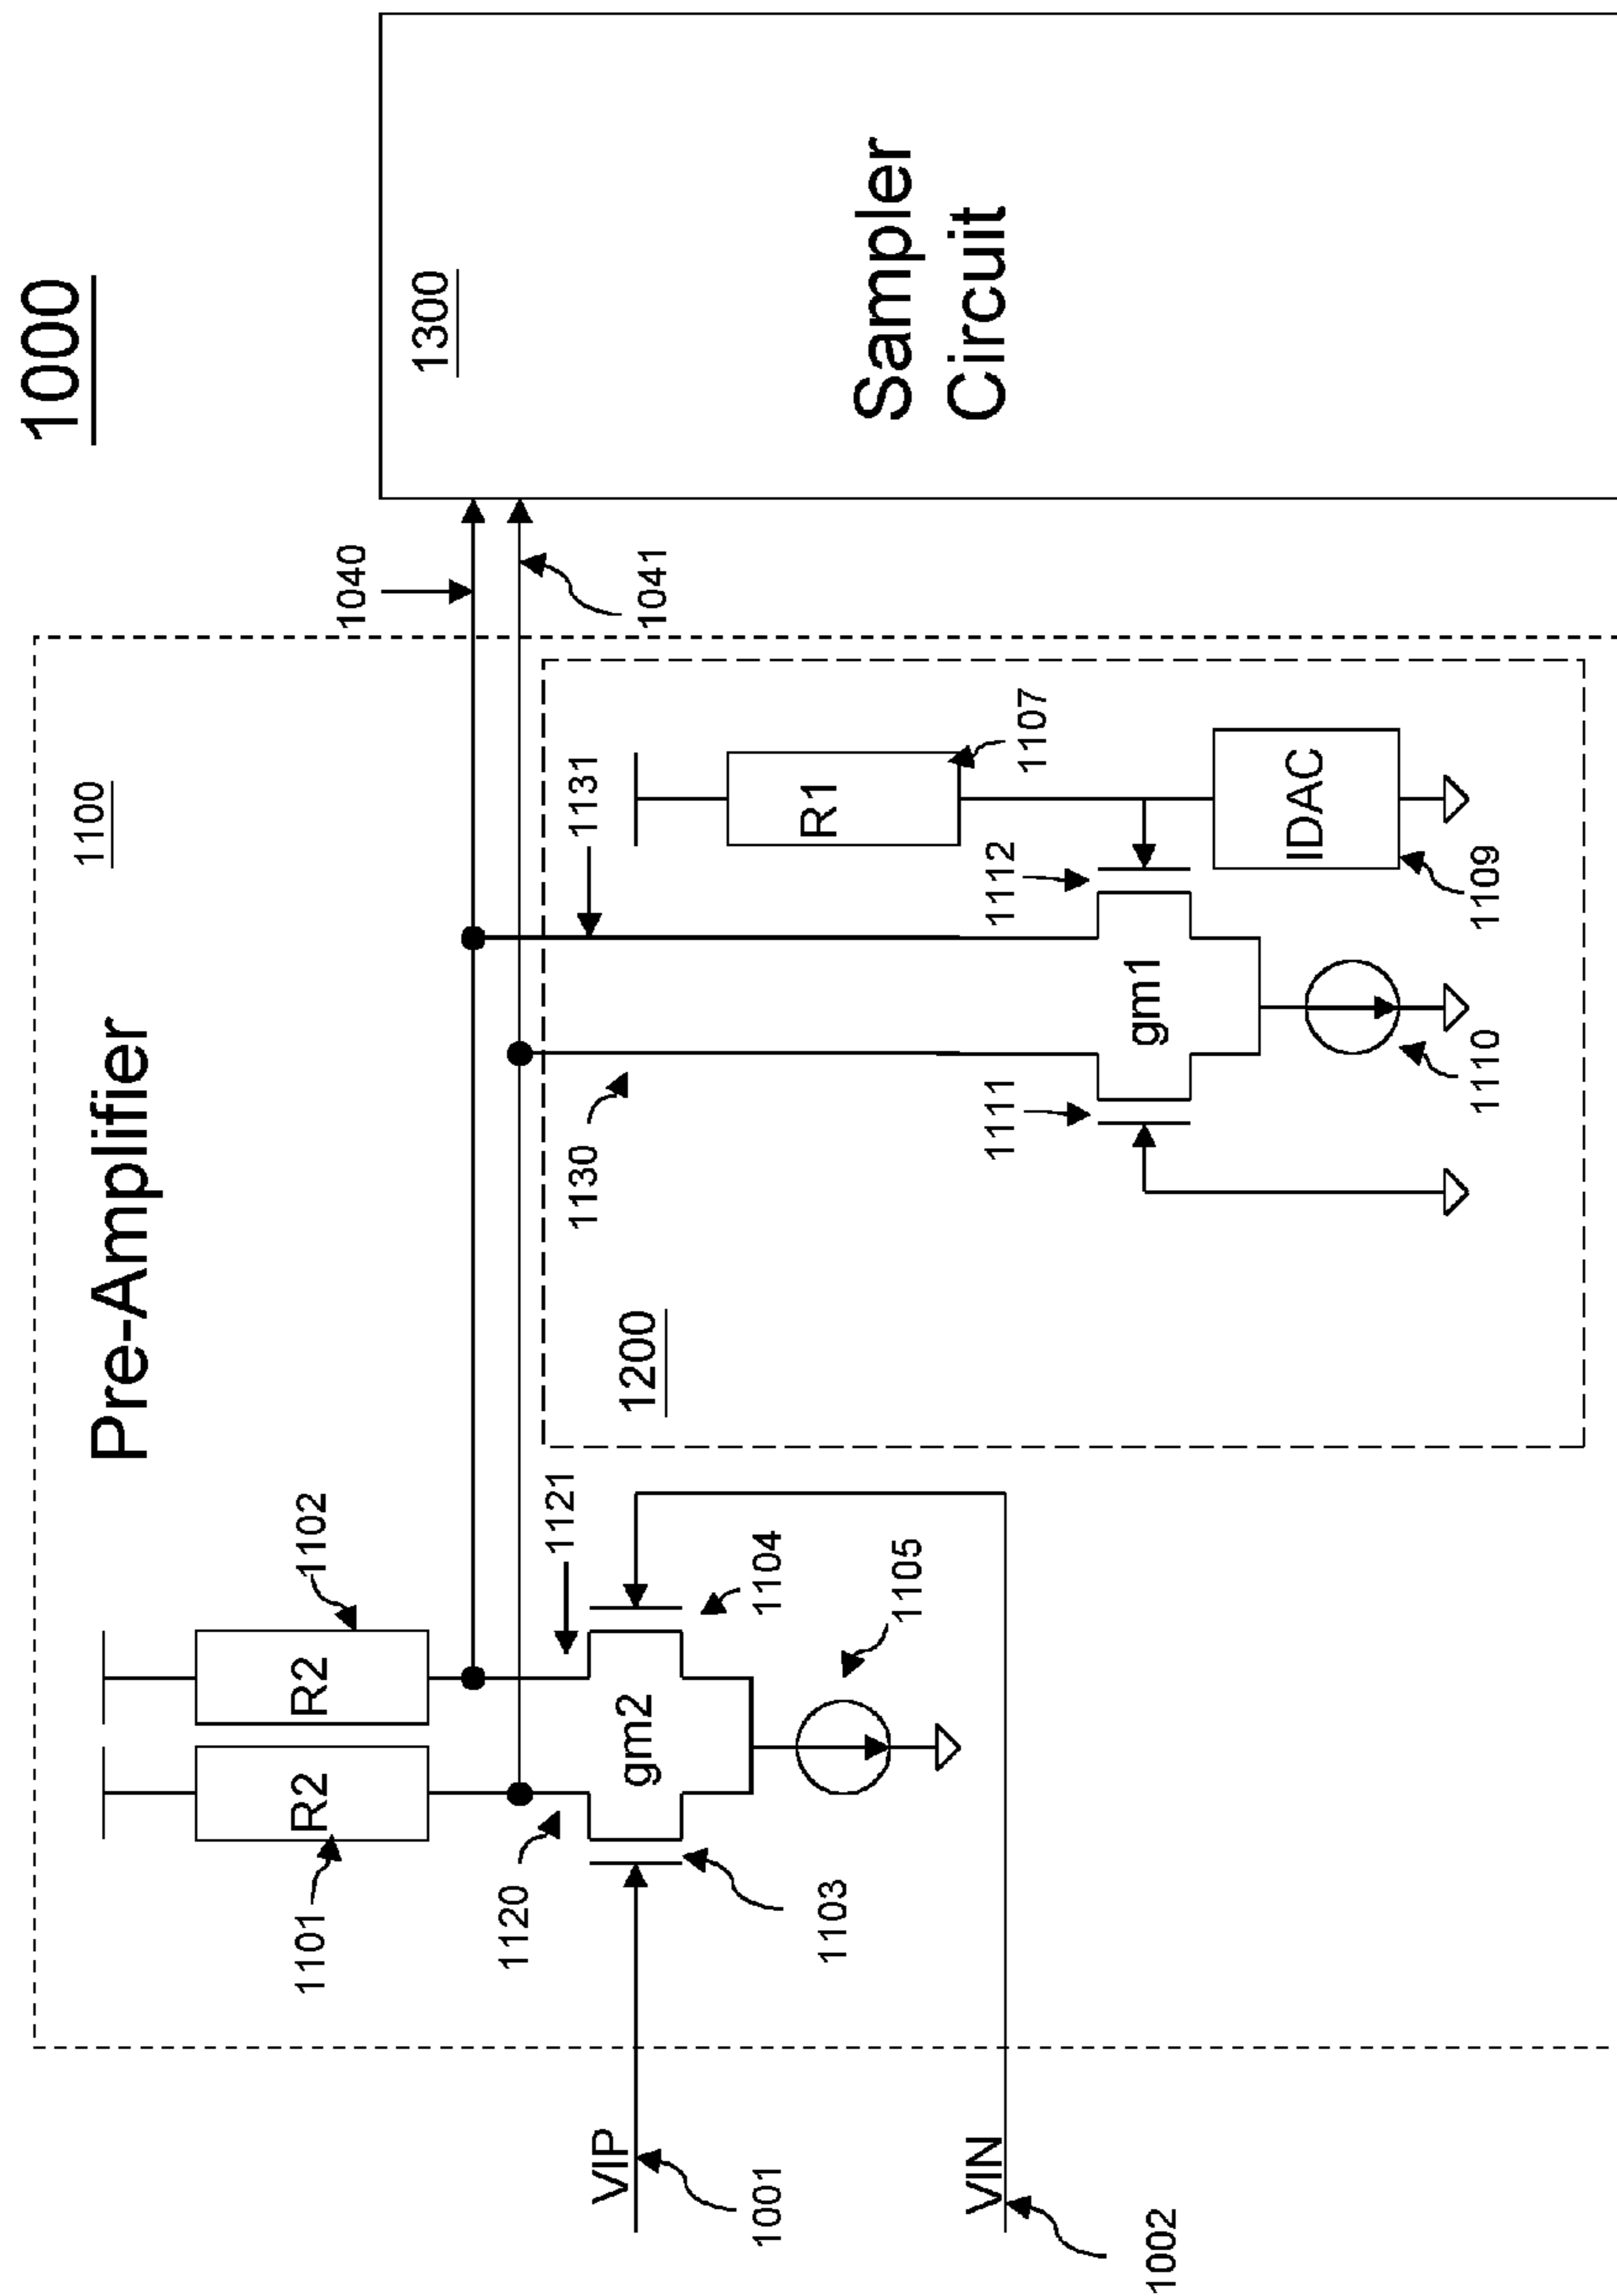 1000
Pre-Amplifier
1100
1300
Sampler
Circuit
1040
1041
1101
R2
R2
1102
1120
1121
gm2
1103
1104
1105
VIP
1001
VIN
1002
1200
1130
1131
R1
1107
1111
gm1
1112
IDAC
1109
1110